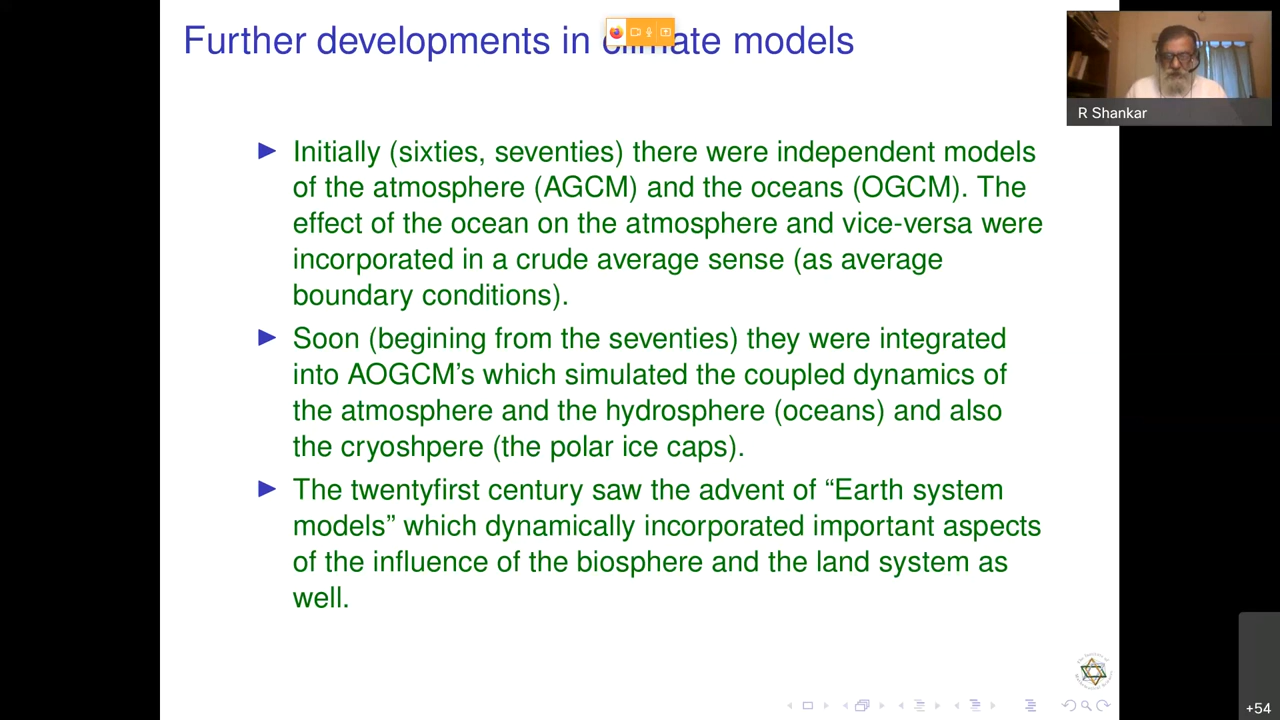 Further developments in climate models
R Shankar
Initially (sixties, seventies) there were independent models
of the atmosphere (AGCM) and the oceans (OGCM). The
effect of the ocean on the atmosphere and vice-versa were
incorporated in a crude average sense (as average
boundary conditions).
Soon (begining from the seventies) they were integrated
into AOGCM's which simulated the coupled dynamics of
the atmosphere and the hydrosphere (oceans) and also
the cryoshpere (the polar ice caps).
The twentyfirst century saw the advent of “Earth system
models” which dynamically incorporated important aspects
of the influence of the biosphere and the land system as
well.
+54